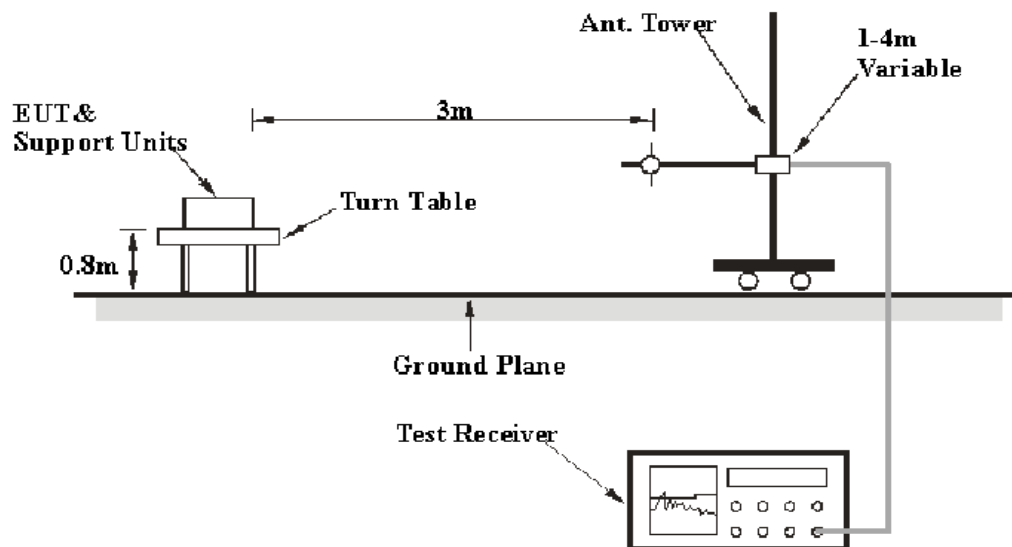 Ant. Tower
1-4m
Variable
3m
EUT&
Support Units
Turn Table
0.8m
Ground Plane
Test Receiver